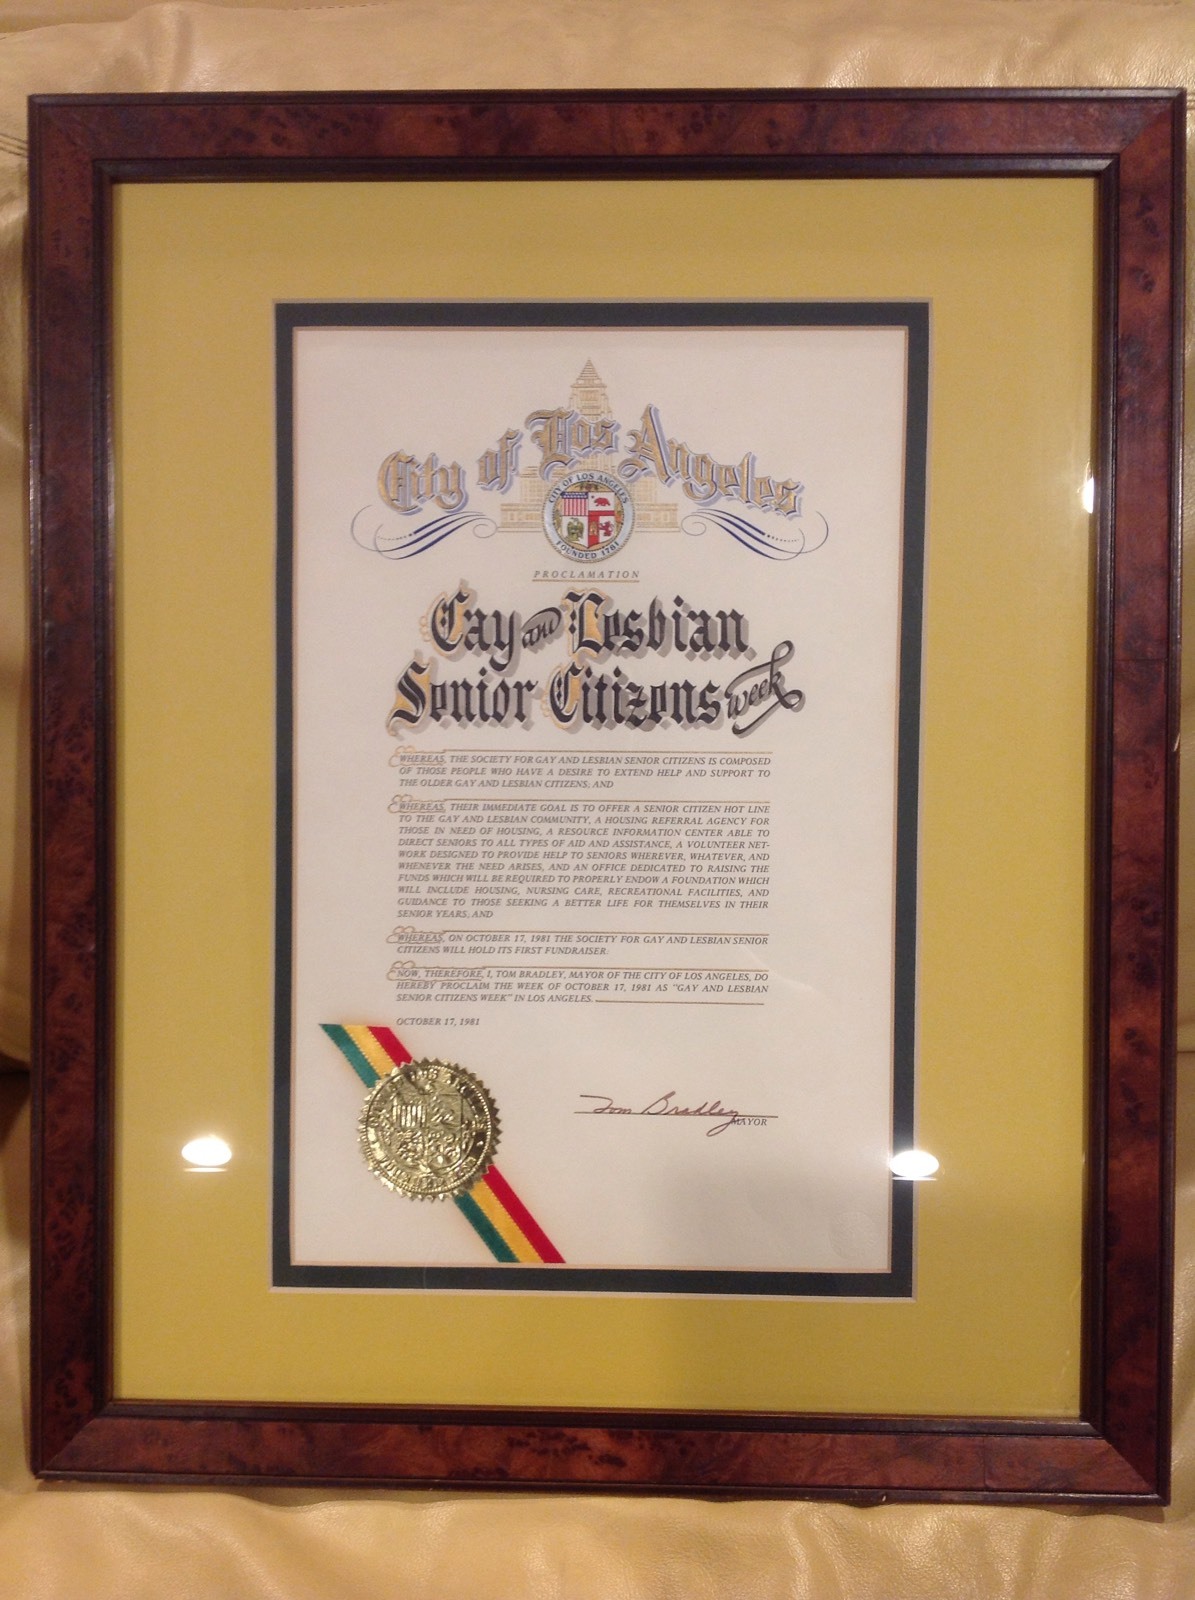 City of Los Angeles
CITY OF LOS ANGELES
FOUNDED 1781
PROCLAMATION
Gay and Lesbian
Senior Citizens Week
WHEREAS, THE SOCIETY FOR GAY AND LESBIAN SENIOR CITIZENS IS COMPOSED
OF THOSE PEOPLE WHO HAVE A DESIRE TO EXTEND HELP AND SUPPORT TO
THE OLDER GAY AND LESBIAN CITIZENS; AND
WHEREAS, THEIR IMMEDIATE GOAL IS TO OFFER A SENIOR CITIZEN HOT LINE
TO THE GAY AND LESBIAN COMMUNITY, A HOUSING REFERRAL AGENCY FOR
THOSE IN NEED OF HOUSING, A RESOURCE INFORMATION CENTER ABLE TO
DIRECT SENIORS TO ALL TYPES OF AID AND ASSISTANCE, A VOLUNTEER NET-
WORK DESIGNED TO PROVIDE HELP TO SENIORS WHEREVER, WHATEVER, AND
WHENEVER THE NEED ARISES, AND AN OFFICE DEDICATED TO RAISING THE
FUNDS WHICH WILL BE REQUIRED TO PROPERLY ENDOW A FOUNDATION WHICH
WILL INCLUDE HOUSING, NURSING CARE, RECREATIONAL FACILITIES, AND
GUIDANCE TO THOSE SEEKING A BETTER LIFE FOR THEMSELVES IN THEIR
SENIOR YEARS; AND
WHEREAS, ON OCTOBER 17, 1981 THE SOCIETY FOR GAY AND LESBIAN SENIOR
CITIZENS WILL HOLD ITS FIRST FUNDRAISER:
NOW, THEREFORE, I, TOM BRADLEY, MAYOR OF THE CITY OF LOS ANGELES, DO
HEREBY PROCLAIM THE WEEK OF OCTOBER 17, 1981 AS "GAY AND LESBIAN
SENIOR CITIZENS WEEK" IN LOS ANGELES.
OCTOBER 17, 1981
Tom Bradley
MAYOR